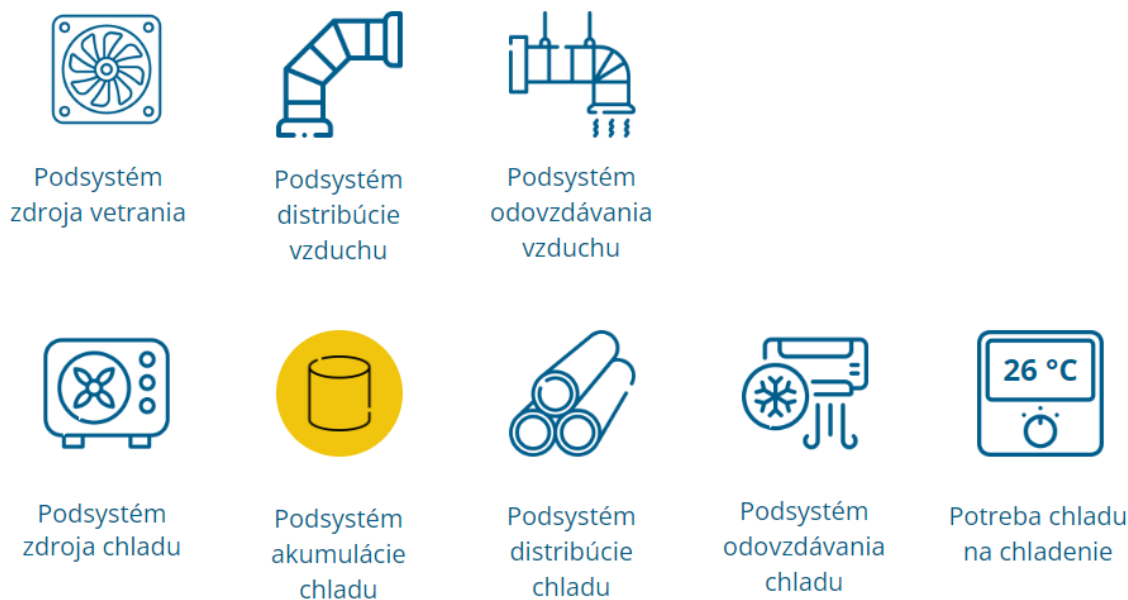 Podsystém
zdroja vetrania
Podsystém
distribúcie
vzduchu
Podsystém
odovzdávania
vzduchu
26 °C
Podsystém
zdroja chladu
Podsystém
akumulácie
chladu
Podsystém
distribúcie
chladu
Podsystém
odovzdávania
chladu
Potreba chladu
na chladenie